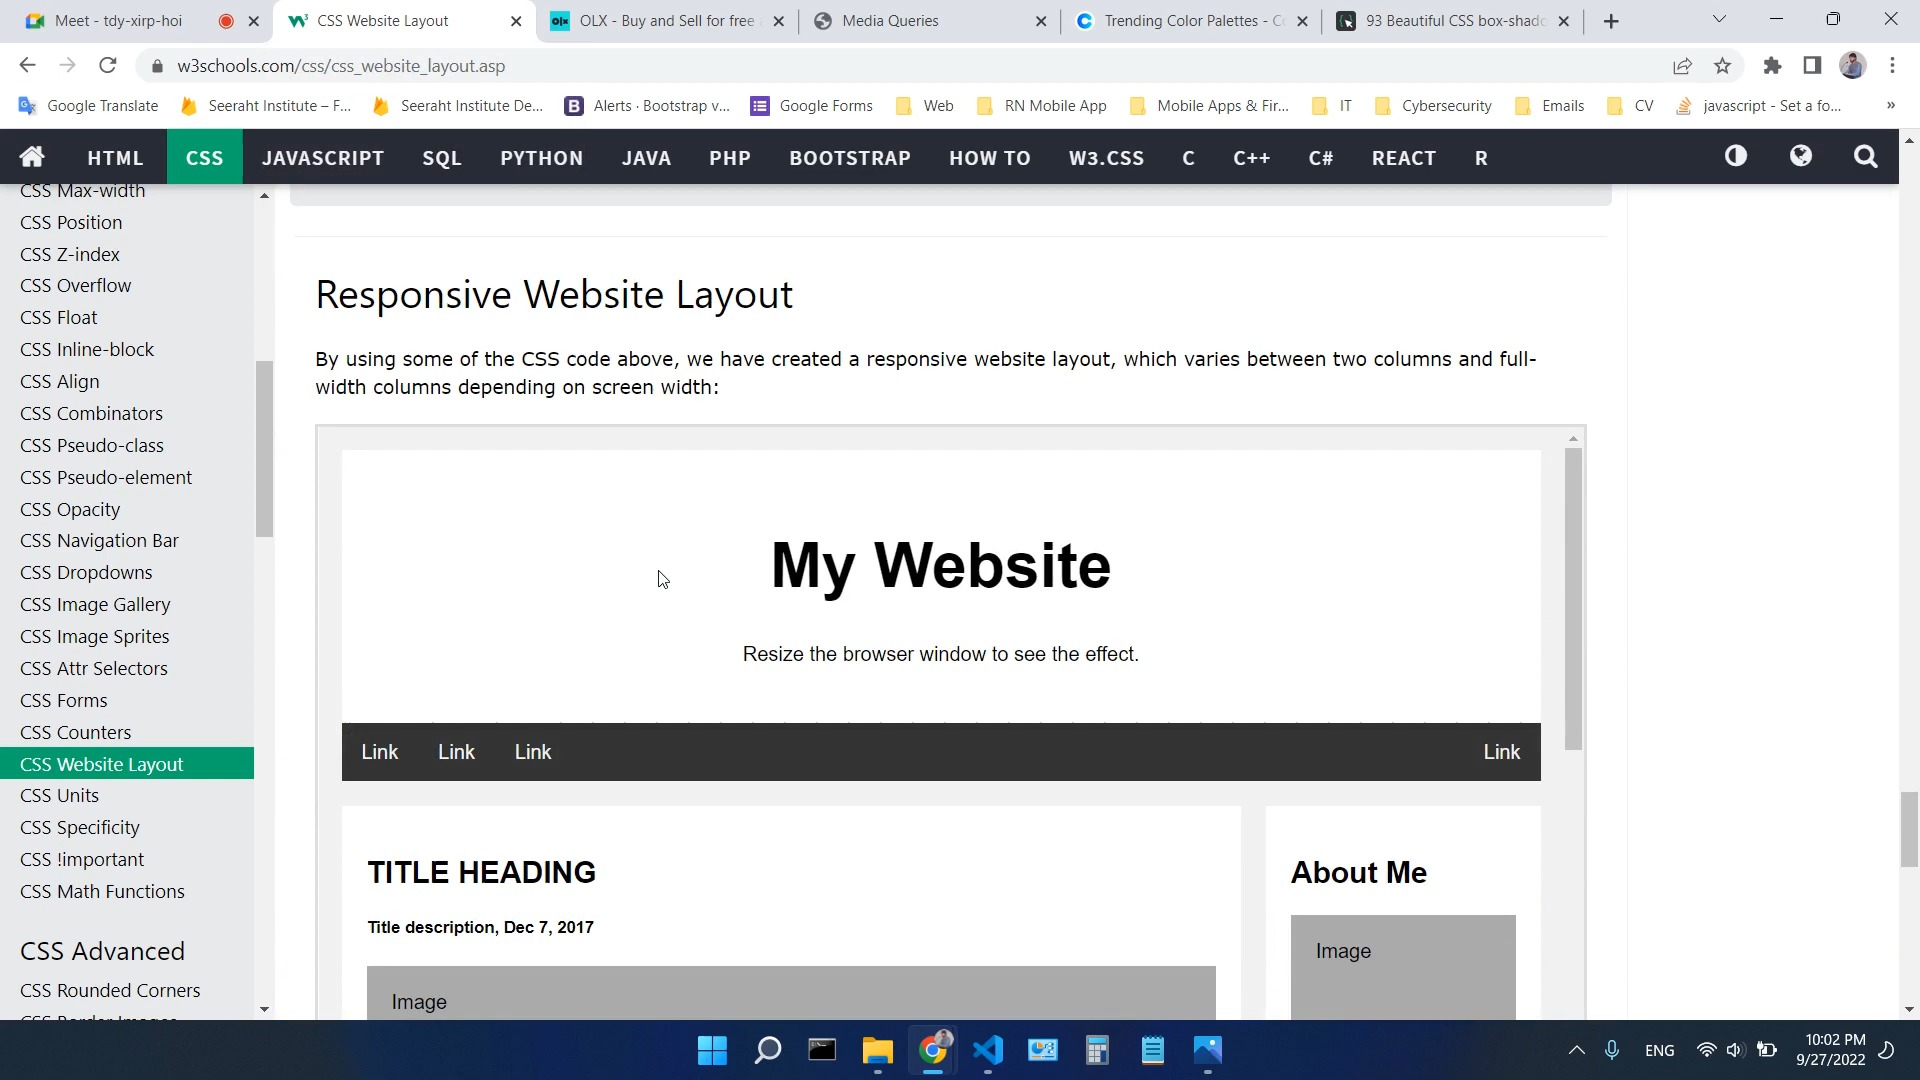 Meet - tdy-xirp-hoi
CSS Website Layout
OLX - Buy and Sell for free
Media Queries
Trending Color Palettes -
93 Beautiful CSS box-shado
w3schools.com/css/css_website_layout.asp
Google Translate
Seeraht Institute – F...
Seeraht Institute De...
B
Alerts · Bootstrap v...
Google Forms
Web
RN Mobile App
Mobile Apps & Fir...
IT
Cybersecurity
Emails
CV
javascript - Set a fo...
»
HTML
CSS
JAVASCRIPT
SQL
PYTHON
JAVA
PHP
BOOTSTRAP
HOW TO
W3.CSS
C
C++
C#
REACT
R
CSS Max-width
CSS Position
CSS Z-index
CSS Overflow
CSS Float
CSS Inline-block
CSS Align
CSS Combinators
CSS Pseudo-class
CSS Pseudo-element
CSS Opacity
CSS Navigation Bar
CSS Dropdowns
CSS Image Gallery
CSS Image Sprites
CSS Attr Selectors
CSS Forms
CSS Counters
CSS Website Layout
CSS Units
CSS Specificity
CSS !important
CSS Math Functions
CSS Advanced
CSS Rounded Corners
CSS Border Images
Responsive Website Layout
By using some of the CSS code above, we have created a responsive website layout, which varies between two columns and full-
width columns depending on screen width:
My Website
Resize the browser window to see the effect.
Link
Link
Link
Link
TITLE HEADING
Title description, Dec 7, 2017
Image
About Me
Image
ENG
10:02 PM
9/27/2022